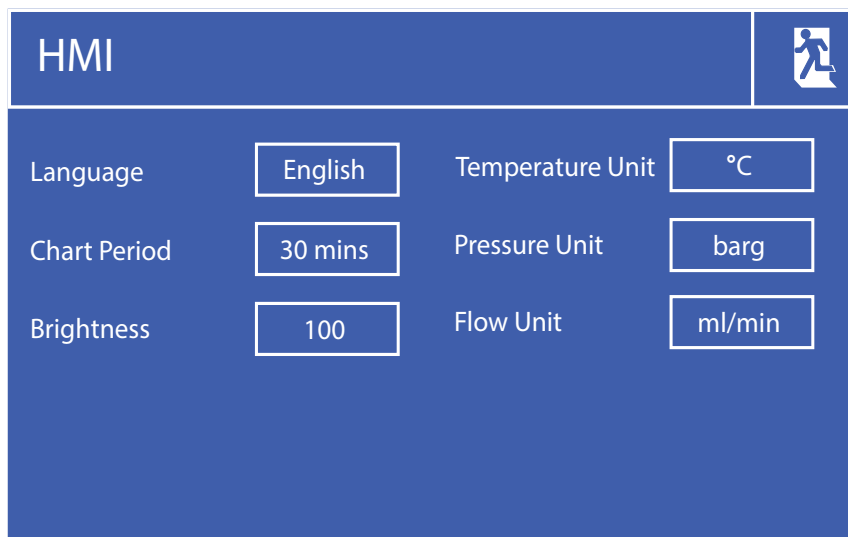 HMI
Language English
Chart Period 30 mins
Brightness 100
Temperature Unit °C
Pressure Unit barg
Flow Unit ml/min